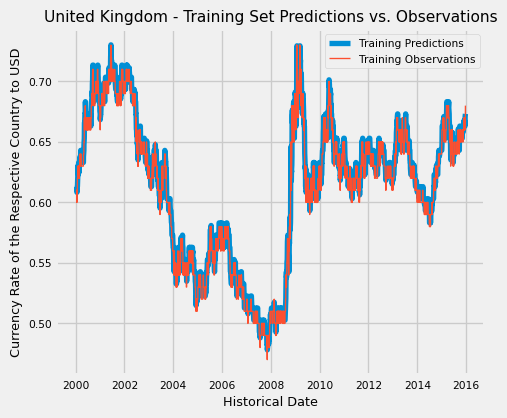 United Kingdom - Training Set Predictions vs. Observations
Training Predictions
Training Observations
Currency Rate of the Respective Country to USD
0.70
0.65
0.60
0.55
0.50
2000 2002 2004 2006 2008 2010 2012 2014 2016
Historical Date